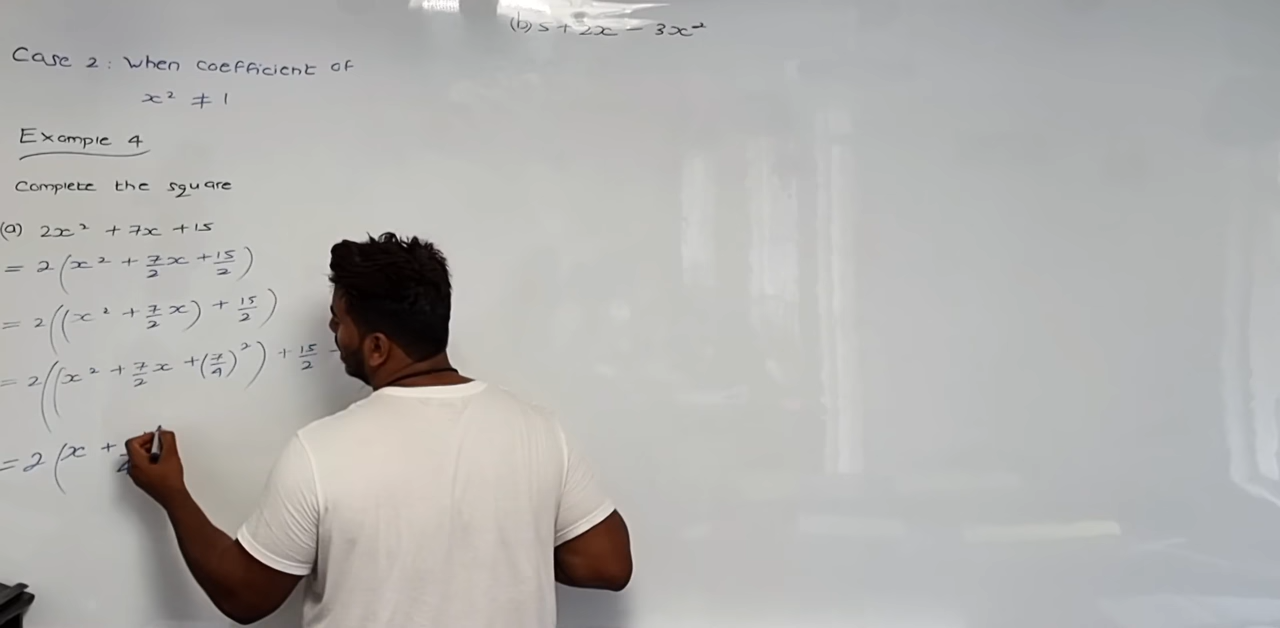 Case 2: When coefficient of
x² ≠ 1
Example 4
Complete the square
(a) 2x² + 7x + 15
= 2(x² + 7/2 x + 15/2)
= 2((x² + 7/2 x) + 15/2)
= 2((x² + 7/2 x + (7/4)²) + 15/2 -
= 2(x +
(b) 5 + 2x - 3x²